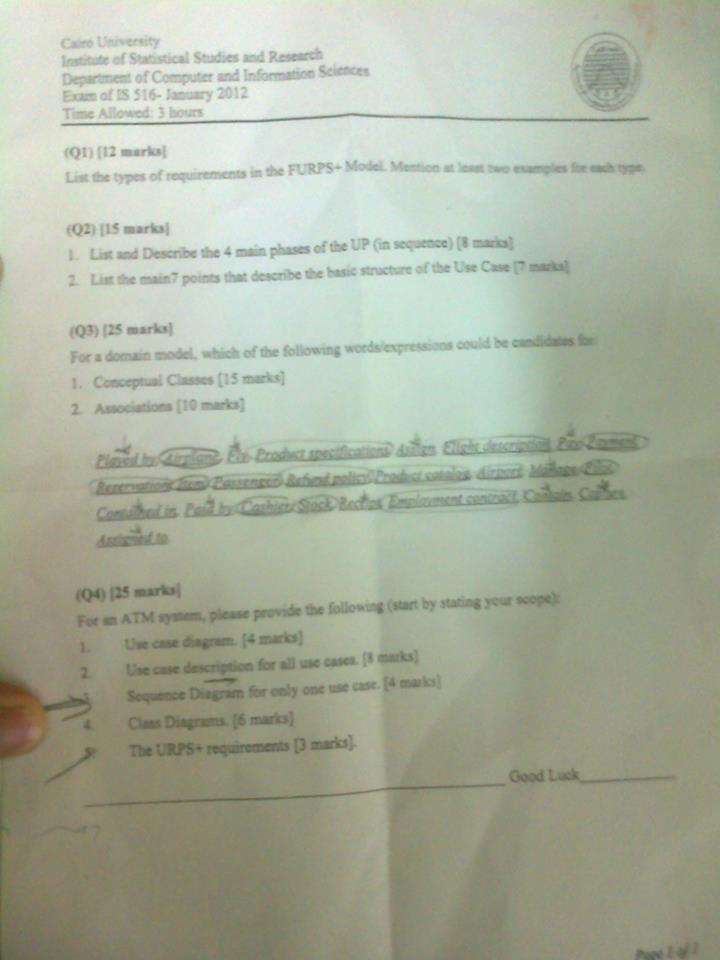 Cairo University
Institute of Statistical Studies and Research
Department of Computer and Information Sciences
Exam of IS 516- January 2012
Time Allowed: 3 hours
(Q1) [12 marks]
List the types of requirements in the FURPS+ Model. Mention at least two examples for each type.
(Q2) [15 marks]
1. List and Describe the 4 main phases of the UP (in sequence) [8 marks]
2. List the main7 points that describe the basic structure of the Use Case [7 marks]
(Q3) [25 marks]
For a domain model, which of the following words/expressions could be candidates for:
1. Conceptual Classes [15 marks]
2. Associations [10 marks]
Played by, Airplane, Fly, Product specifications, Assign, Flight description, Pay, Payment,
Reservations, Item, Passenger, Refund policy, Product catalog, Airport, Manage, Pilot,
Contained in, Paid by, Cashier, Stock, Employment contract, Contain,
Assigned to
(Q4) [25 marks]
For an ATM system, please provide the following (start by stating your scope):
1. Use case diagram. [4 marks]
2. Use case description for all use cases. [8 marks]
3. Sequence Diagram for only one use case. [4 marks]
4. Class Diagrams. [6 marks]
5. The URPS+ requirements [3 marks].
Good Luck
Page 1 of 1